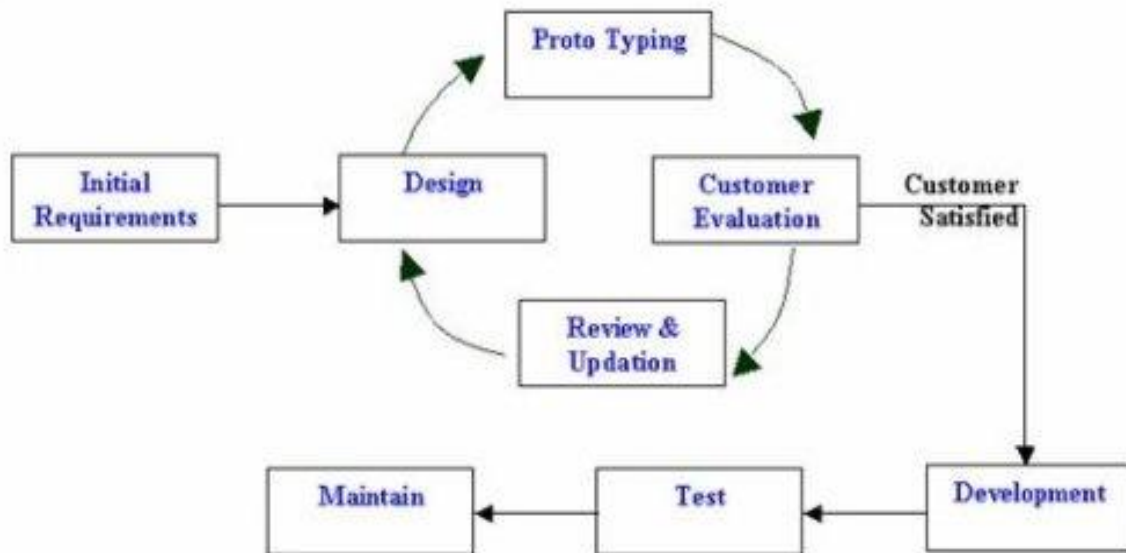 Proto Typing
Initial
Requirements
Design
Customer
Evaluation
Customer
Satisfied
Review &
Updation
Maintain
Test
Development